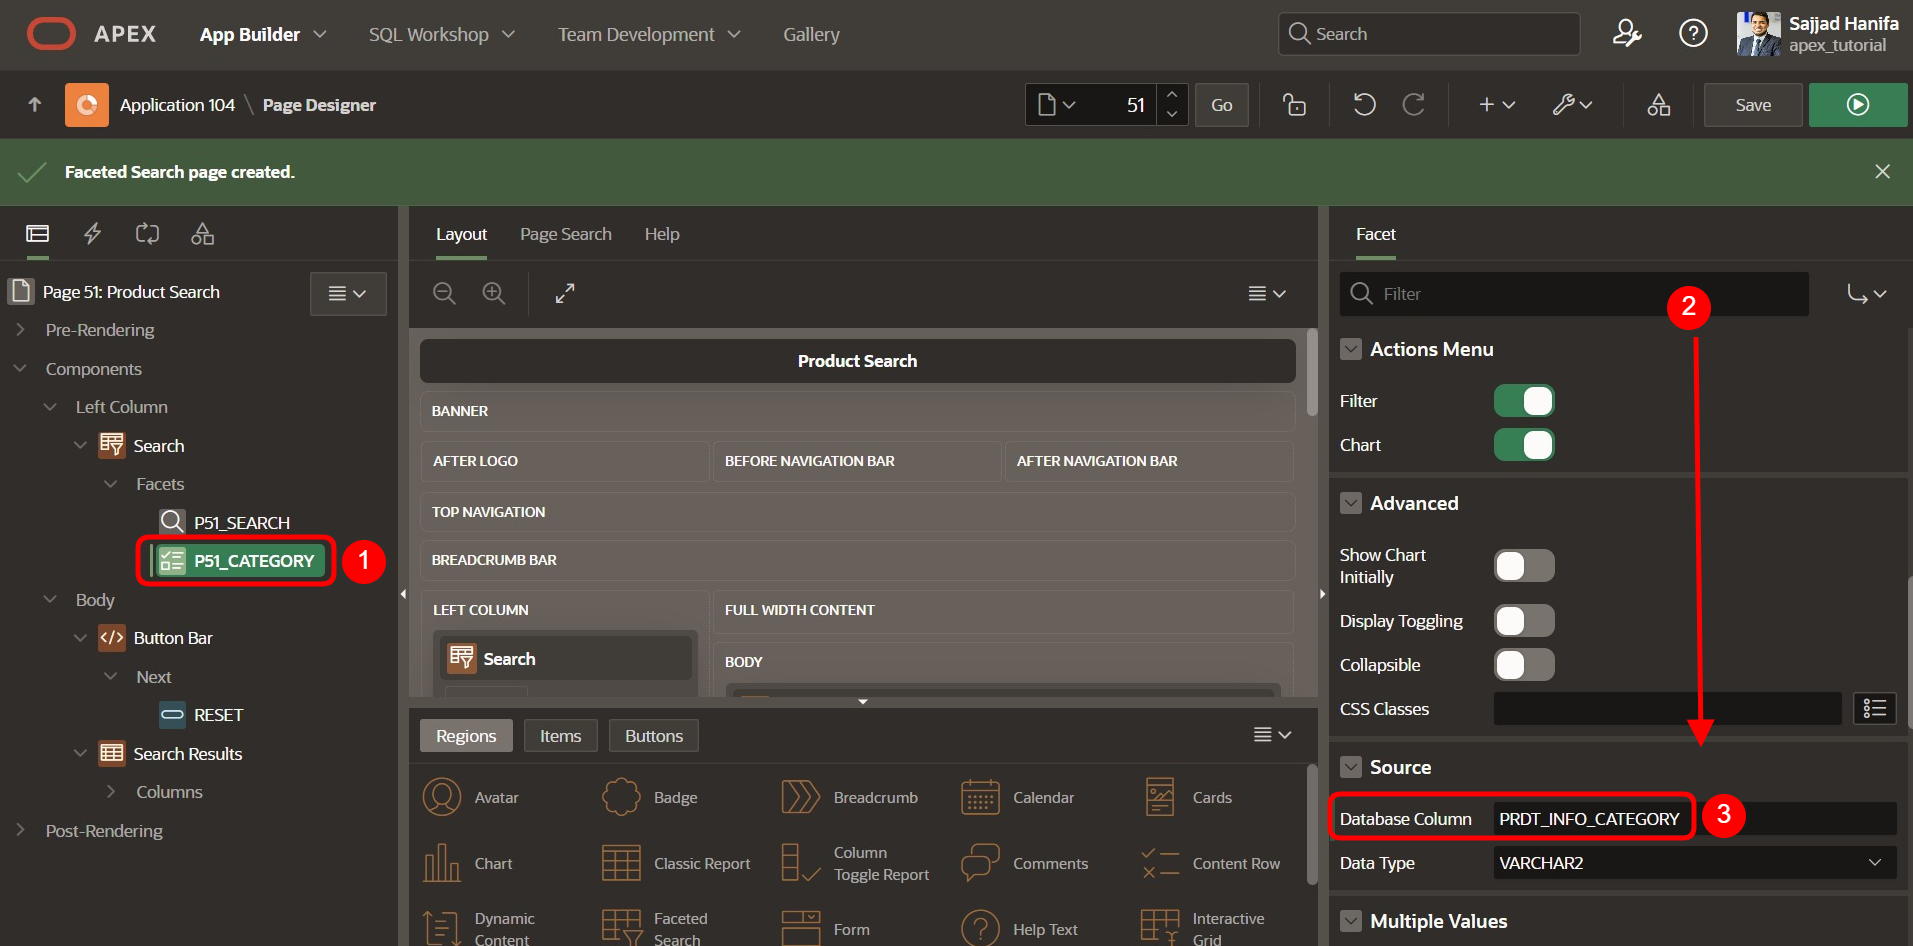 APEX
App Builder
SQL Workshop
Team Development
Gallery
Search
Sajjad Hanifa
apex_tutorial
Application 104 \ Page Designer
51
Go
Save
Faceted Search page created.
Page 51: Product Search
Pre-Rendering
Components
Left Column
Search
Facets
P51_SEARCH
P51_CATEGORY
1
Body
Button Bar
Next
RESET
Search Results
Columns
Post-Rendering
Layout
Page Search
Help
Product Search
BANNER
AFTER LOGO
BEFORE NAVIGATION BAR
AFTER NAVIGATION BAR
TOP NAVIGATION
BREADCRUMB BAR
LEFT COLUMN
FULL WIDTH CONTENT
Search
BODY
Regions
Items
Buttons
Avatar
Badge
Breadcrumb
Calendar
Cards
Chart
Classic Report
Column
Toggle Report
Comments
Content Row
Dynamic
Content
Faceted
Search
Form
Help Text
Interactive
Grid
Facet
Filter
2
Actions Menu
Filter
Chart
Advanced
Show Chart
Initially
Display Toggling
Collapsible
CSS Classes
Source
Database Column PRDT_INFO_CATEGORY
3
Data Type VARCHAR2
Multiple Values